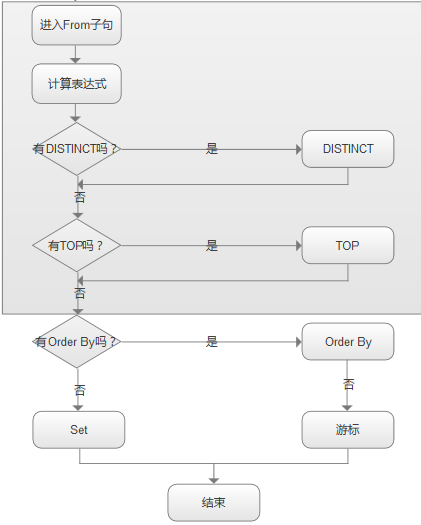 进入From子句
计算表达式
有DISTINCT吗？
是
DISTINCT
否
有TOP吗？
是
TOP
否
有Order By吗？
是
Order By
否
否
Set
游标
结束